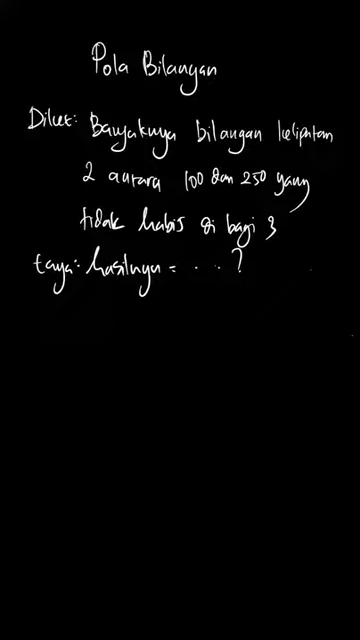 Pola Bilangan
Diket: Banyaknya bilangan kelipatan
2 antara 100 dan 250 yang
tidak habis di bagi 3
tanya: hasilnya = . . . ?